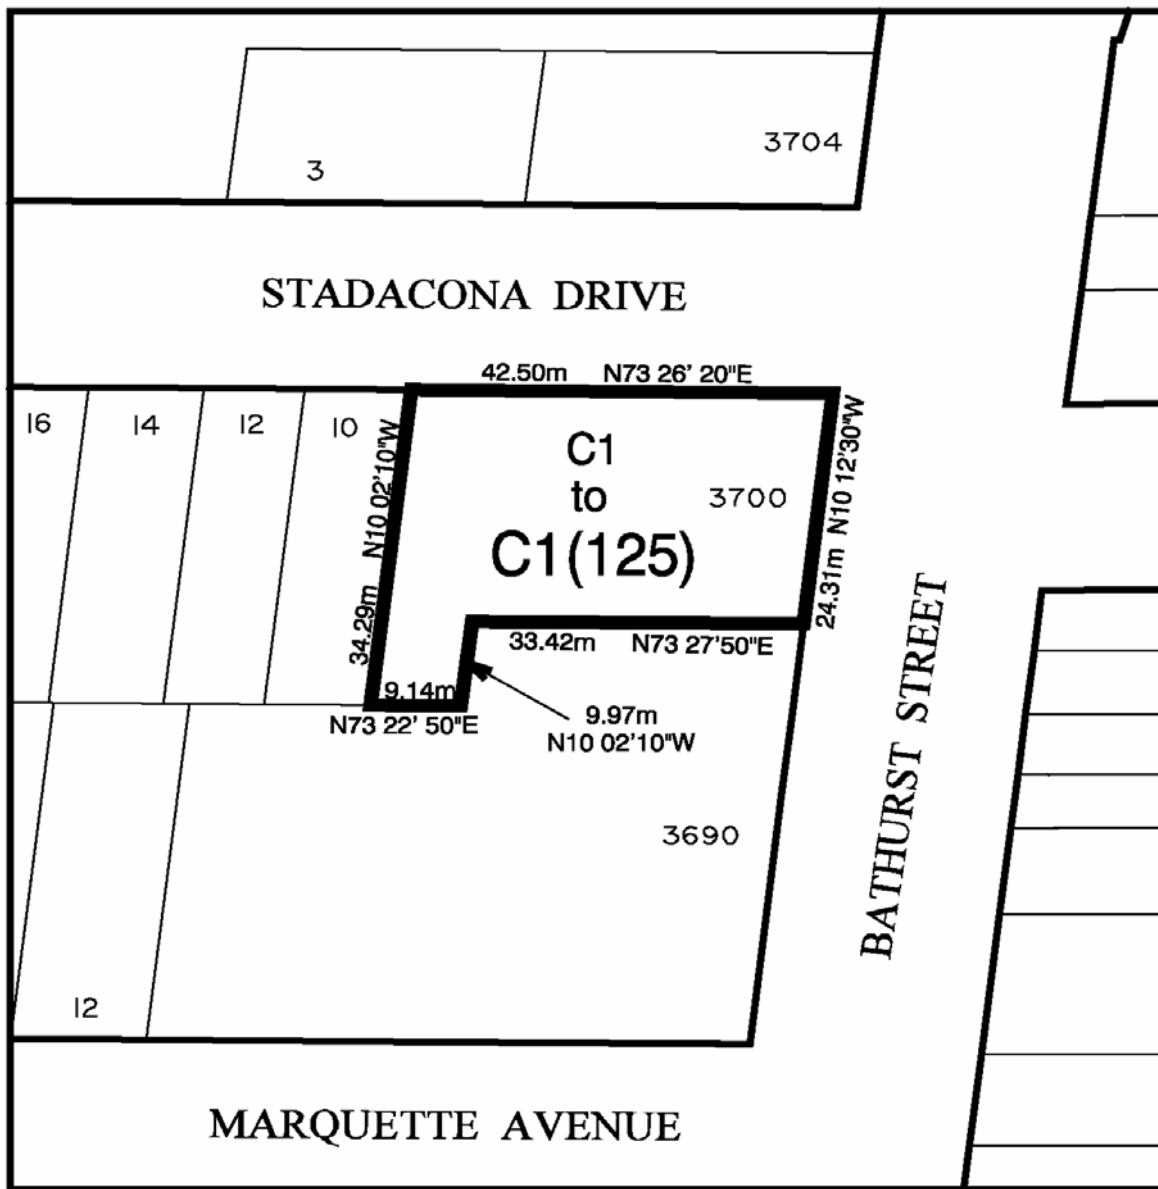 3704
3
STADACONA DRIVE
42.50m N73 26' 20"E
16
14
12
10
N10 02'10"W
34.29m
C1
to
C1(125)
3700
N10 12'30"W
24.31m
33.42m N73 27'50"E
9.14m
N73 22' 50"E
9.97m
N10 02'10"W
BATHURST STREET
3690
12
MARQUETTE AVENUE